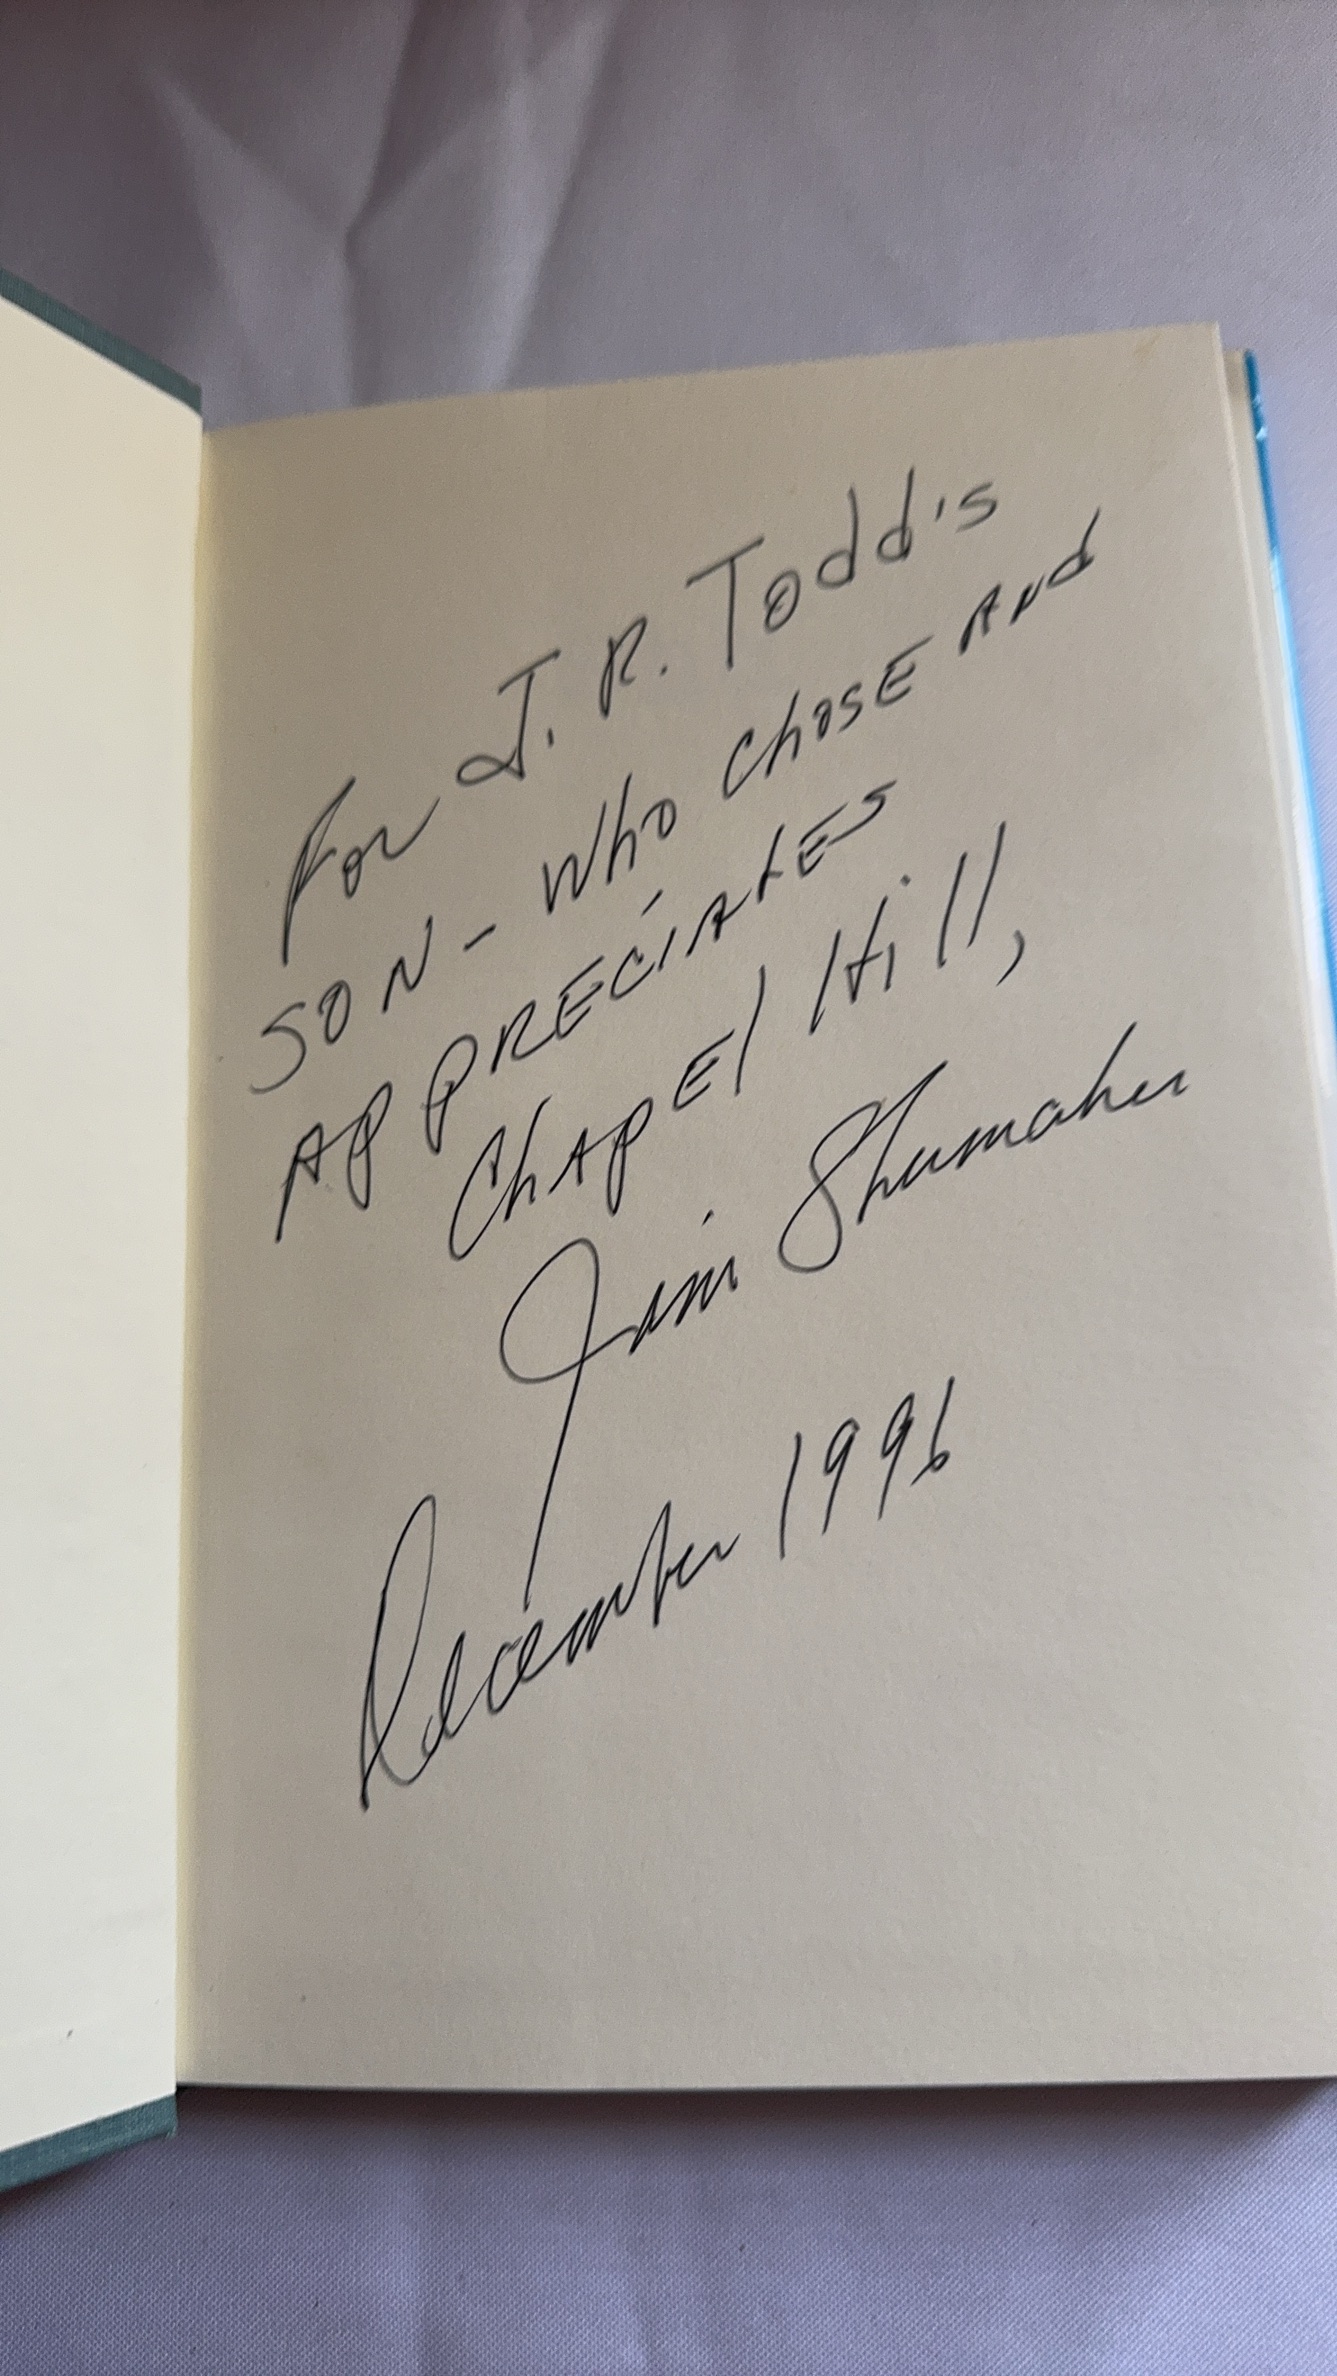 For J. R. Todd's
SON - Who Chose And
APPRECIATES
Chapel Hill,
Jim Shumaker
December 1996